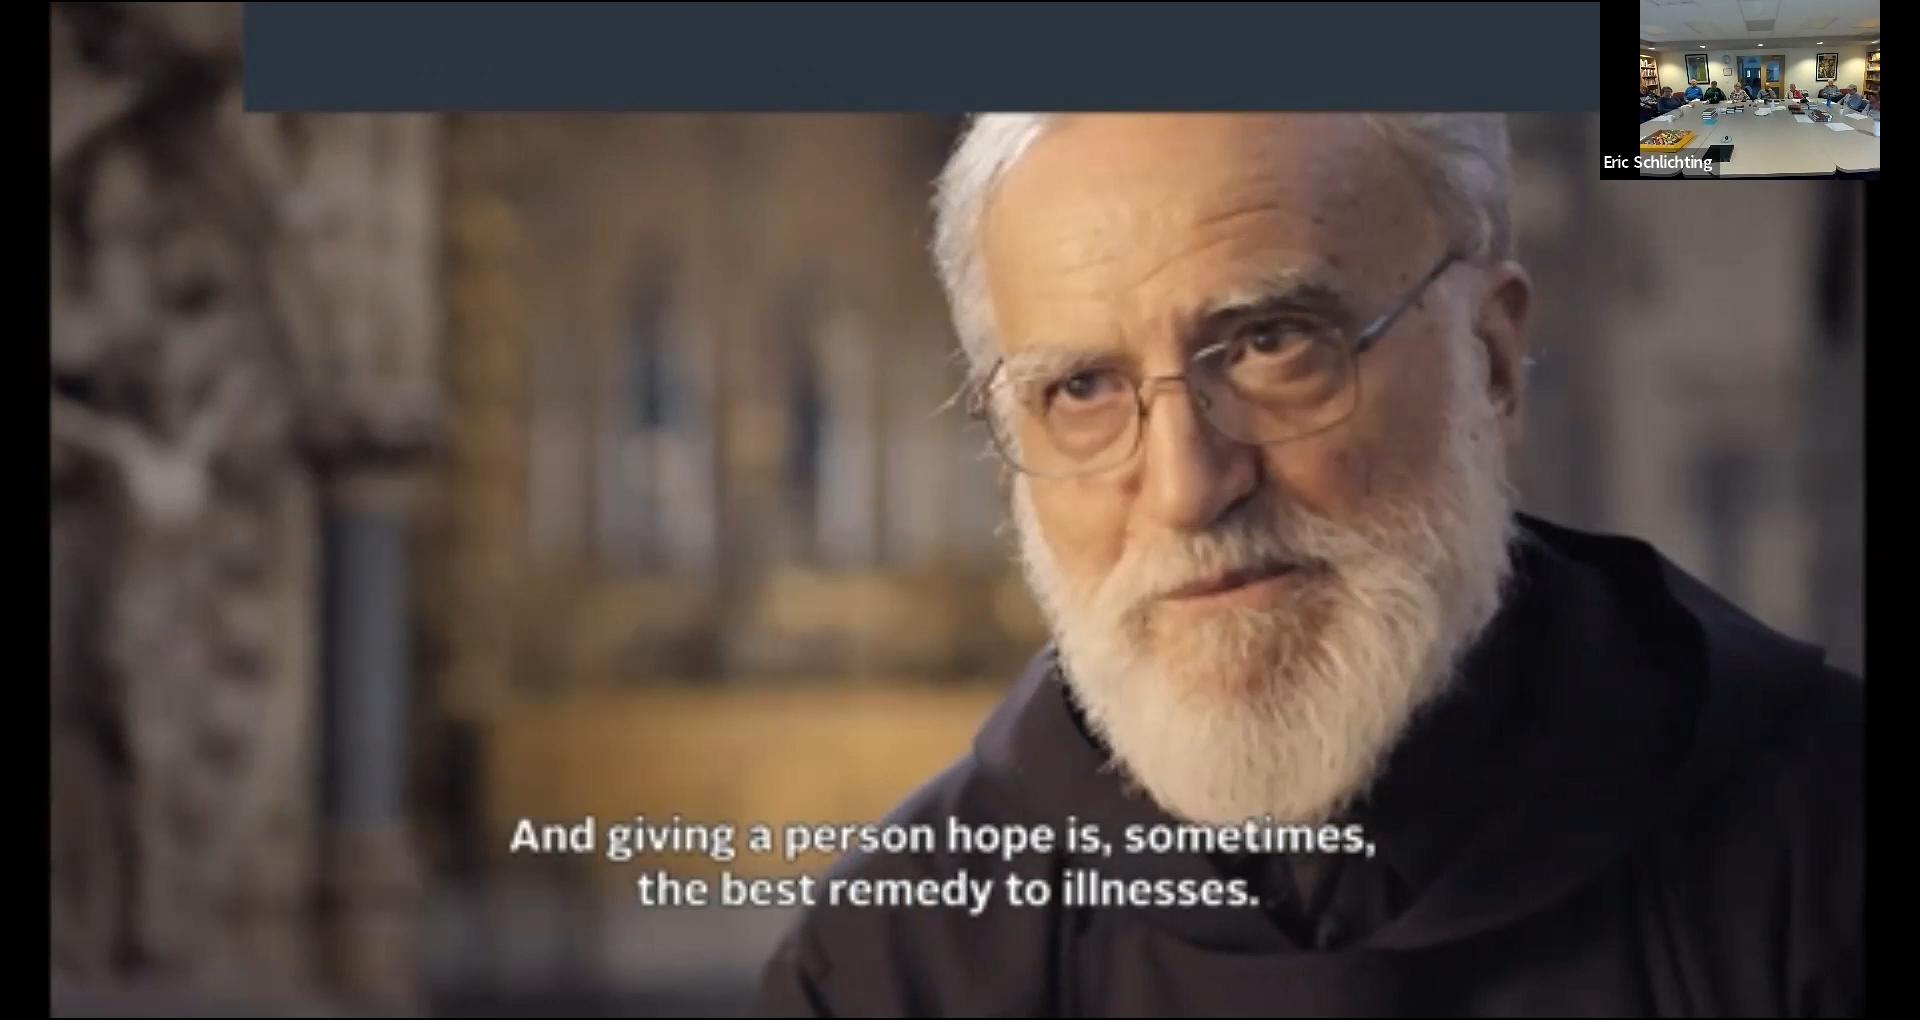 Eric Schlichting
And giving a person hope is, sometimes,
the best remedy to illnesses.